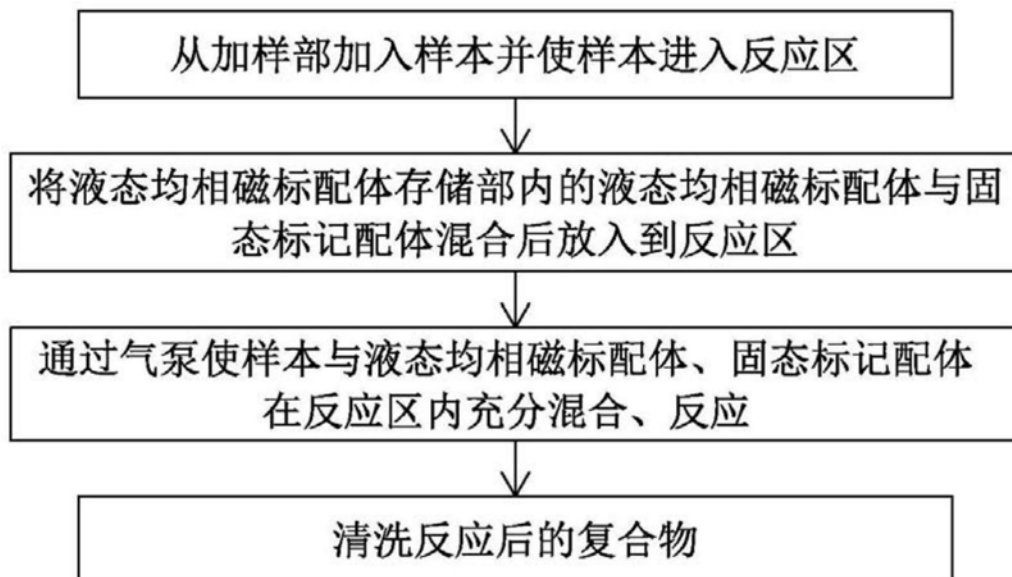 从加样部加入样本并使样本进入反应区
将液态均相磁标配体存储部内的液态均相磁标配体与固
态标记配体混合后放入到反应区
通过气泵使样本与液态均相磁标配体、固态标记配体
在反应区内充分混合、反应
清洗反应后的复合物